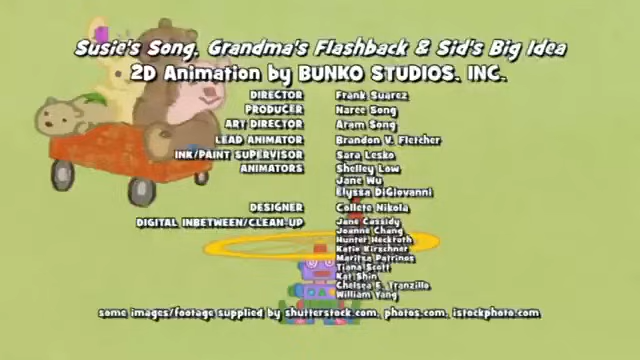 Susie's Song, Grandma's Flashback & Sid's Big Idea
2D Animation by BUNKO STUDIOS, INC.
DIRECTOR Frank Suarez
PRODUCER Naree Song
ART DIRECTOR Aram Song
LEAD ANIMATOR Brandon V. Fletcher
INK/PAINT SUPERVISOR Sara Lesko
ANIMATORS Shelley Low
Jane Wu
Elyssa DiGiovanni
DESIGNER Collete Nikola
DIGITAL INBETWEEN/CLEAN-UP Jane Cassidy
Joanne Chang
Hunter Heckroth
Katie Kirschner
Maritsa Patrinos
Tiana Scott
Kat Shin
Chelsea F. Tranzillo
William Yang
some images/footage supplied by shutterstock.com, photos.com, istockphoto.com